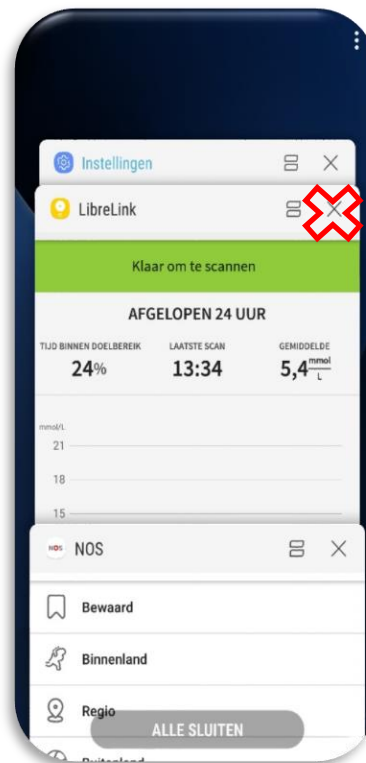 Instellingen
LibreLink
Klaar om te scannen
AFGELOPEN 24 UUR
TIJD BINNEN DOELBEREIK LAATSTE SCAN GEMIDDELDE
24% 13:34 5,4 mmol/L
mmol/L
21
18
15
NOS NOS
Bewaard
Binnenland
Regio
ALLE SLUITEN
Buitenland